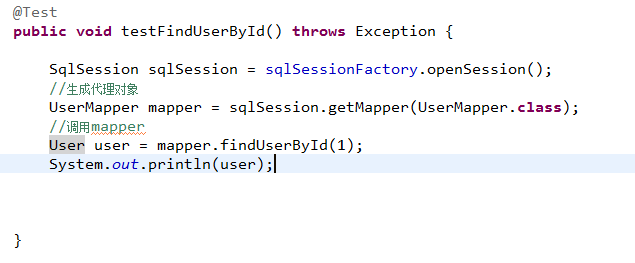 @Test
public void testFindUserById() throws Exception {
SqlSession sqlSession = sqlSessionFactory.openSession();
//生成代理对象
UserMapper mapper = sqlSession.getMapper(UserMapper.class);
//调用mapper
User user = mapper.findUserById(1);
System.out.println(user);
}